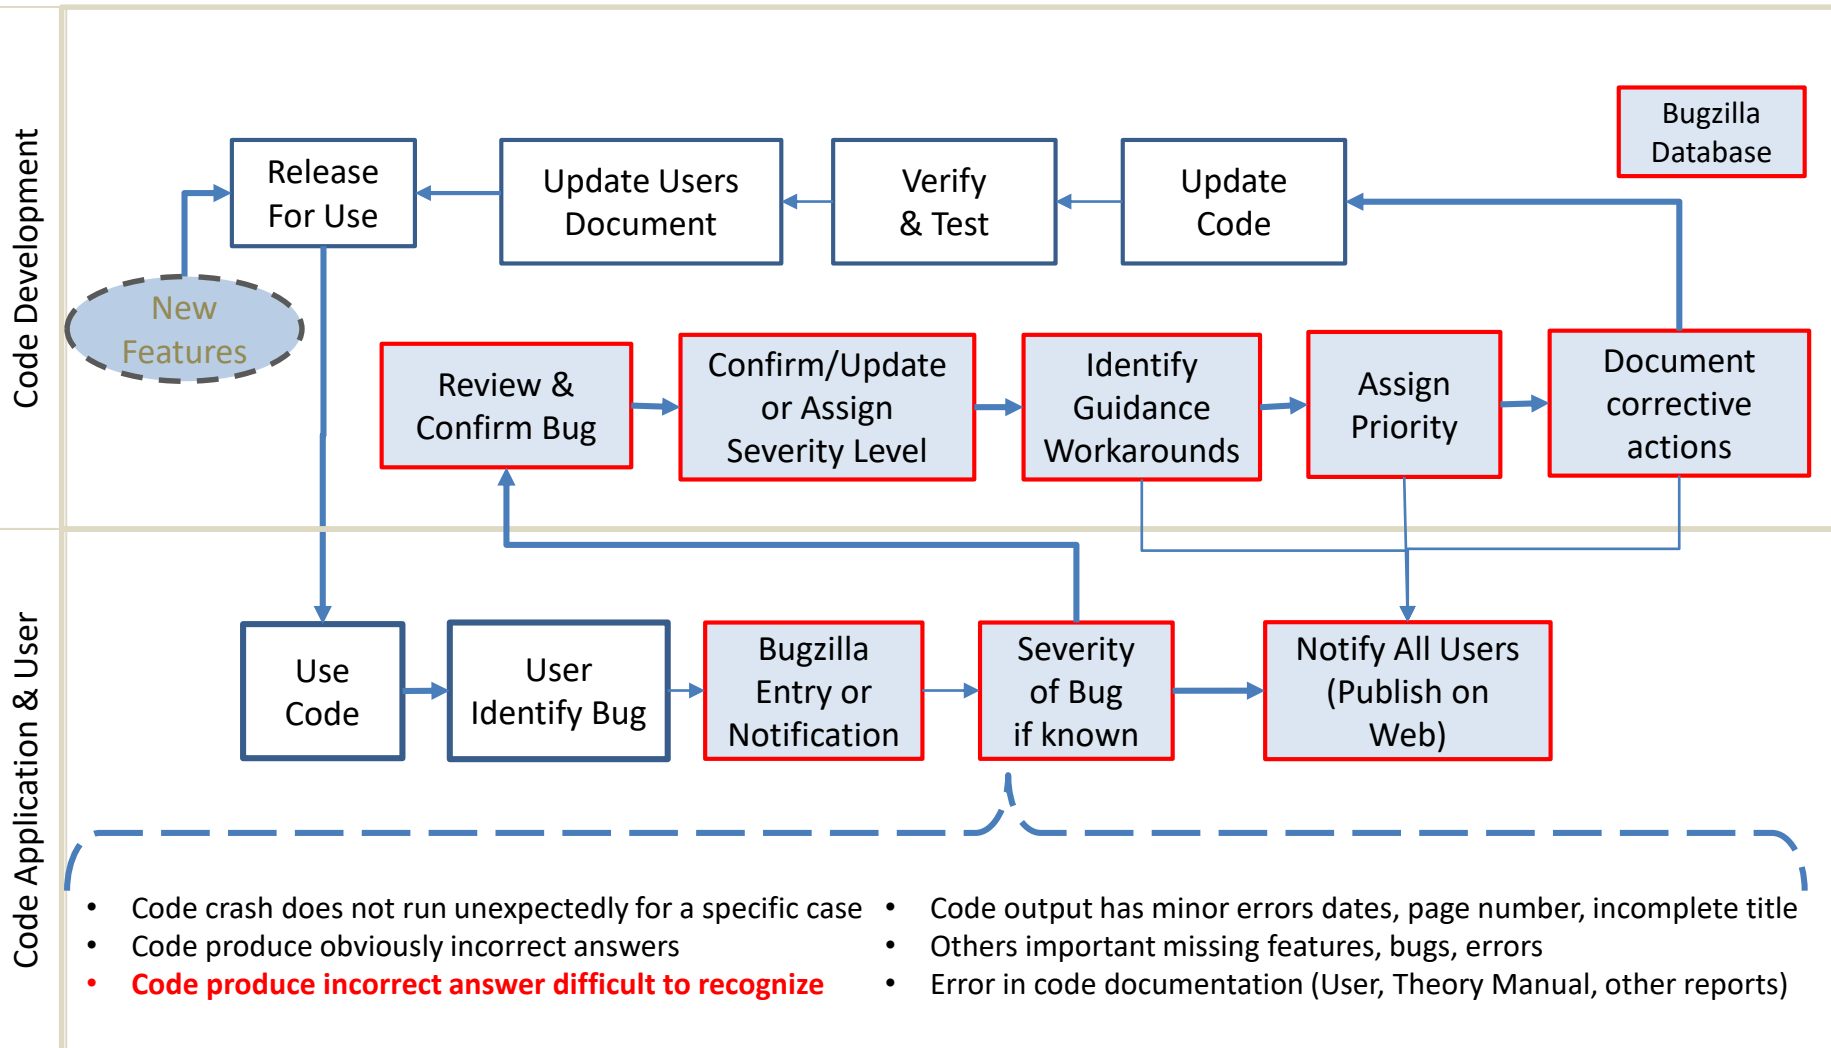 Code Development
Bugzilla
Database
Release
For Use
Update Users
Document
Verify
& Test
Update
Code
New
Features
Review &
Confirm Bug
Confirm/Update
or Assign
Severity Level
Identify
Guidance
Workarounds
Assign
Priority
Document
corrective
actions
Code Application & User
Use
Code
User
Identify Bug
Bugzilla
Entry or
Notification
Severity
of Bug
if known
Notify All Users
(Publish on
Web)
• Code crash does not run unexpectedly for a specific case
• Code produce obviously incorrect answers
• Code produce incorrect answer difficult to recognize
• Code output has minor errors dates, page number, incomplete title
• Others important missing features, bugs, errors
• Error in code documentation (User, Theory Manual, other reports)